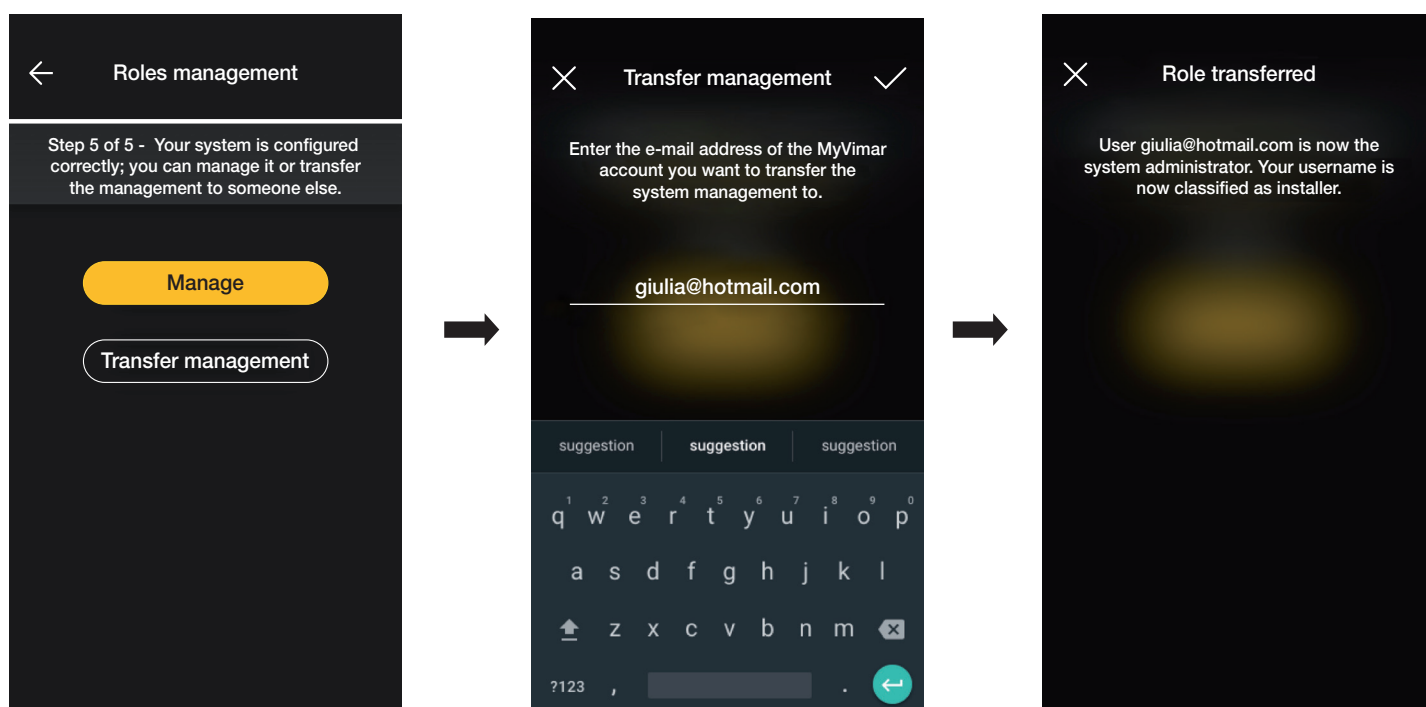 Roles management
Step 5 of 5 - Your system is configured
correctly; you can manage it or transfer
the management to someone else.
Manage
Transfer management
Transfer management
Enter the e-mail address of the MyVimar
account you want to transfer the
system management to.
giulia@hotmail.com
suggestion suggestion suggestion
1 2 3 4 5 6 7 8 9 0
q w e r t y u i o p
a s d f g h j k l
z x c v b n m
?123 , .
Role transferred
User giulia@hotmail.com is now the
system administrator. Your username is
now classified as installer.